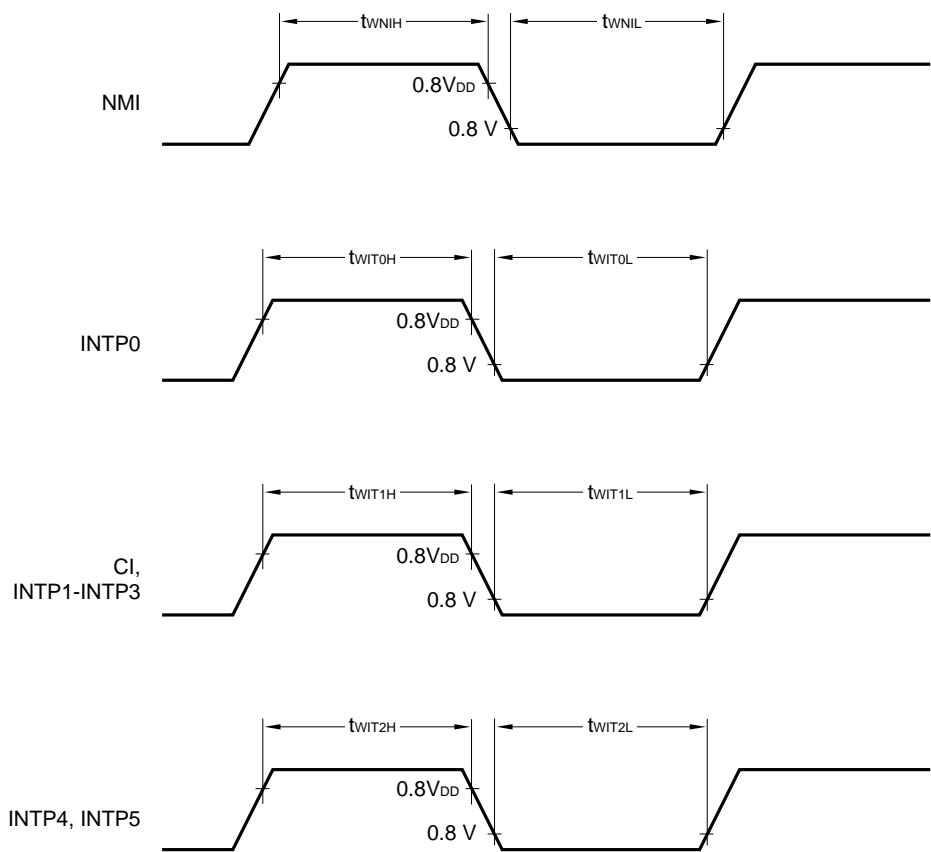 tWNIH tWNIL
NMI
0.8VDD
0.8 V
tWIT0H tWIT0L
INTP0
0.8VDD
0.8 V
tWIT1H tWIT1L
CI,
INTP1-INTP3
0.8VDD
0.8 V
tWIT2H tWIT2L
INTP4, INTP5
0.8VDD
0.8 V